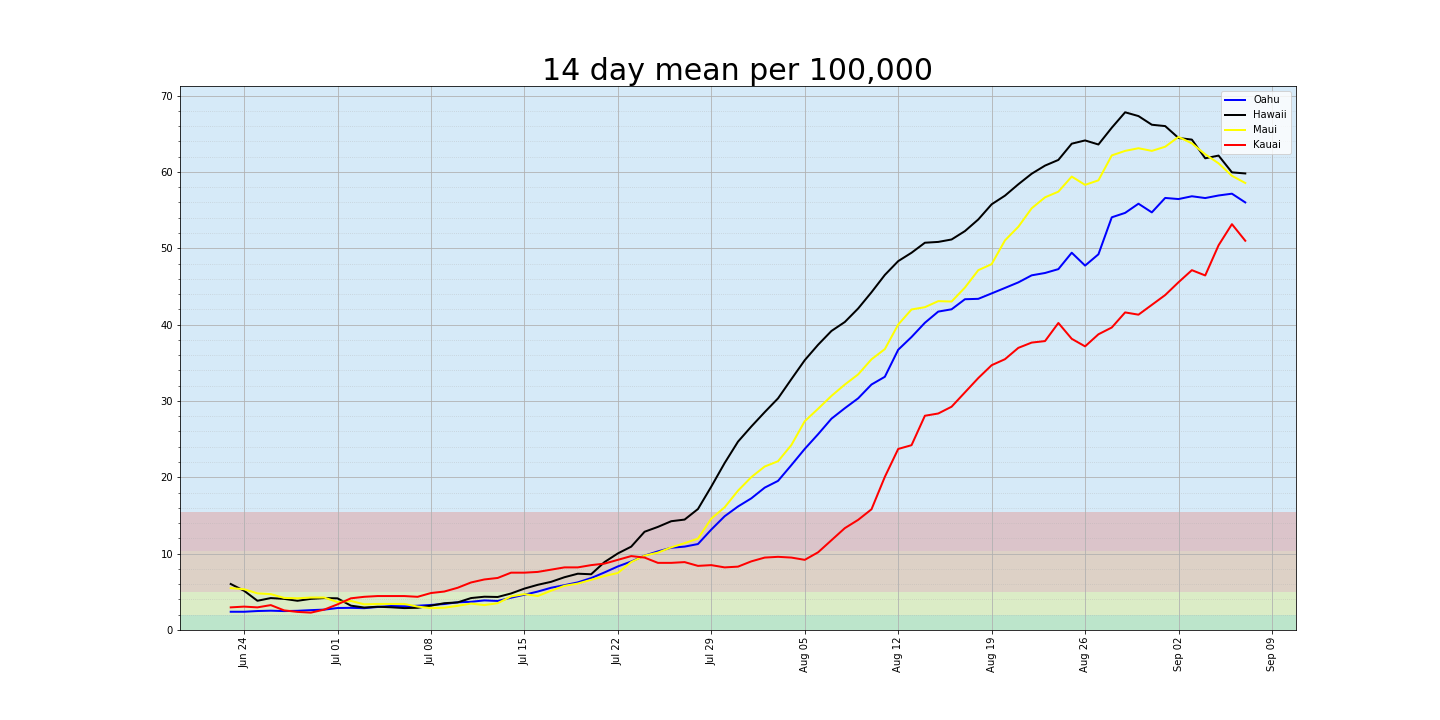 14 day mean per 100,000
70
60
50
40
30
20
10
0
Oahu
Hawaii
Maui
Kauai
Jun 24
Jul 01
Jul 08
Jul 15
Jul 22
Jul 29
Aug 05
Aug 12
Aug 19
Aug 26
Sep 02
Sep 09